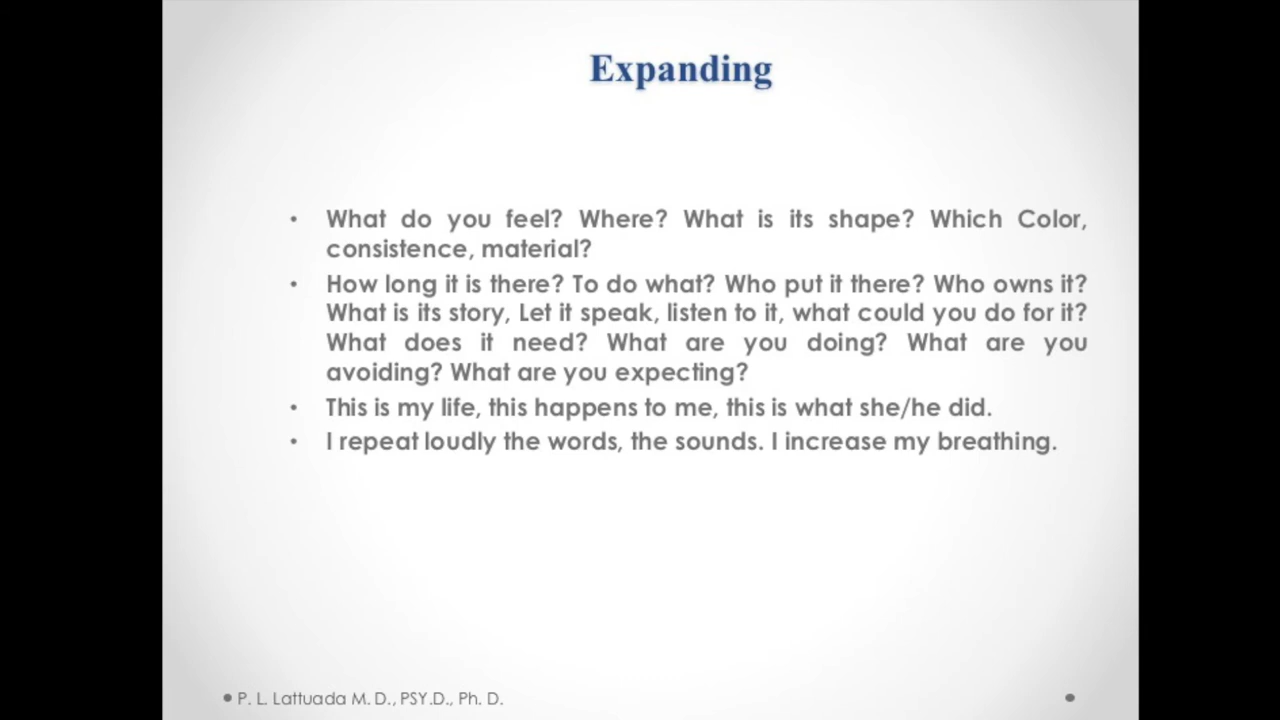 Expanding
• What do you feel? Where? What is its shape? Which Color,
consistence, material?
• How long it is there? To do what? Who put it there? Who owns it?
What is its story, Let it speak, listen to it, what could you do for it?
What does it need? What are you doing? What are you
avoiding? What are you expecting?
• This is my life, this happens to me, this is what she/he did.
• I repeat loudly the words, the sounds. I increase my breathing.
• P. L. Lattuada M. D., PSY.D., Ph. D.